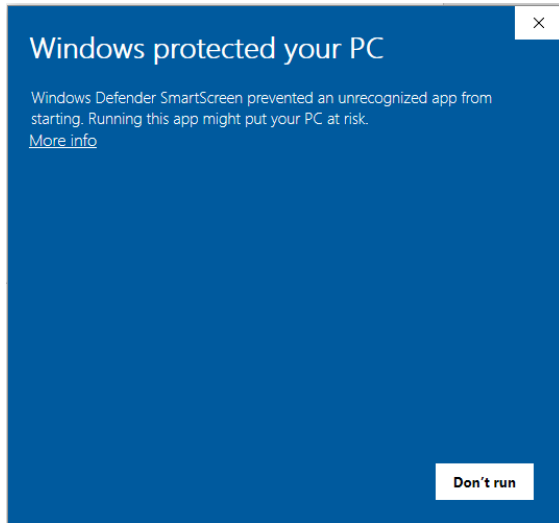 Windows protected your PC
Windows Defender SmartScreen prevented an unrecognized app from
starting. Running this app might put your PC at risk.
More info
Don't run